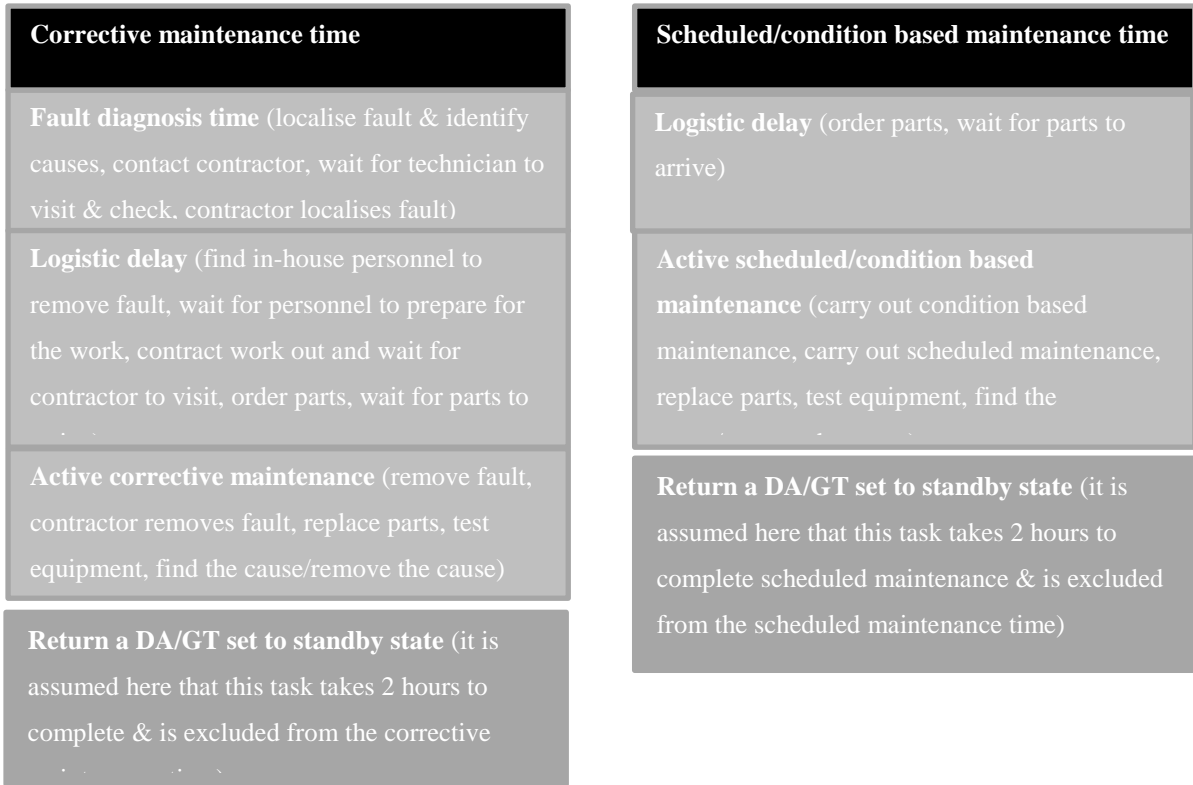 Corrective maintenance time
Fault diagnosis time (localise fault & identify
causes, contact contractor, wait for technician to
visit & check, contractor localises fault)
Logistic delay (find in-house personnel to
remove fault, wait for personnel to prepare for
the work, contract work out and wait for
contractor to visit, order parts, wait for parts to
Active corrective maintenance (remove fault,
contractor removes fault, replace parts, test
equipment, find the cause/remove the cause)
Return a DA/GT set to standby state (it is
assumed here that this task takes 2 hours to
complete & is excluded from the corrective
Scheduled/condition based maintenance time
Logistic delay (order parts, wait for parts to
arrive)
Active scheduled/condition based
maintenance (carry out condition based
maintenance, carry out scheduled maintenance,
replace parts, test equipment, find the
Return a DA/GT set to standby state (it is
assumed here that this task takes 2 hours to
complete scheduled maintenance & is excluded
from the scheduled maintenance time)